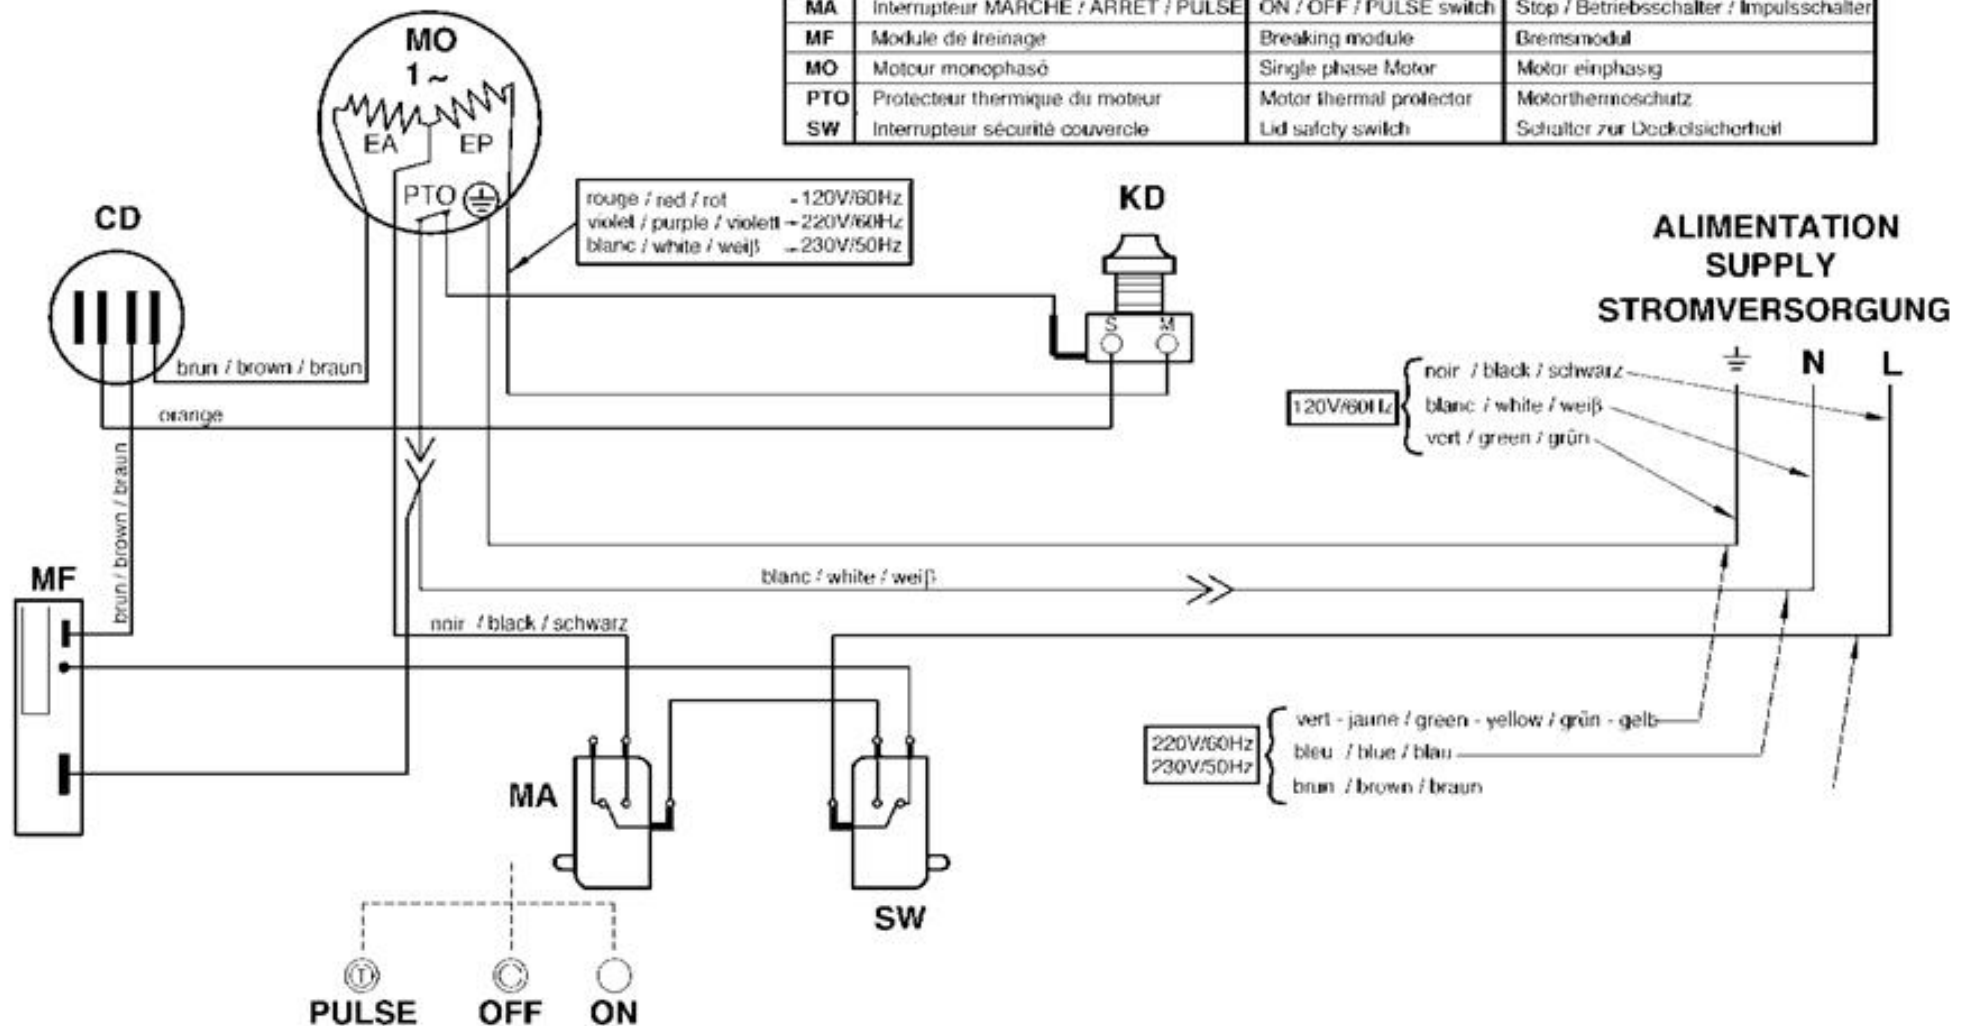 MA Interrupteur MARCHE / ARRET / PULSE ON / OFF / PULSE switch Stop / Betriebsschalter / Impulsschalter
MF Module de freinage Breaking module Bremsmodul
MO Moteur monophasé Single phase Motor Motor einphasig
PTO Protecteur thermique du moteur Motor thermal protector Motorthermoschutz
SW Interrupteur sécurité couvercle Lid safety switch Schalter zur Deckelsicherheit
MO
1 ~
EA EP
PTO
rouge / red / rot - 120V/60Hz
violet / purple / violett - 220V/60Hz
blanc / white / weiß - 230V/50Hz
CD
KD
S M
brun / brown / braun
orange
brun / brown / braun
ALIMENTATION
SUPPLY
STROMVERSORGUNG
N L
120V/60Hz
noir / black / schwarz
blanc / white / weiß
vert / green / grün
MF
blanc / white / weiß
noir / black / schwarz
MA
SW
220V/60Hz
230V/50Hz
vert - jaune / green - yellow / grün - gelb
bleu / blue / blau
brun / brown / braun
T
PULSE OFF ON